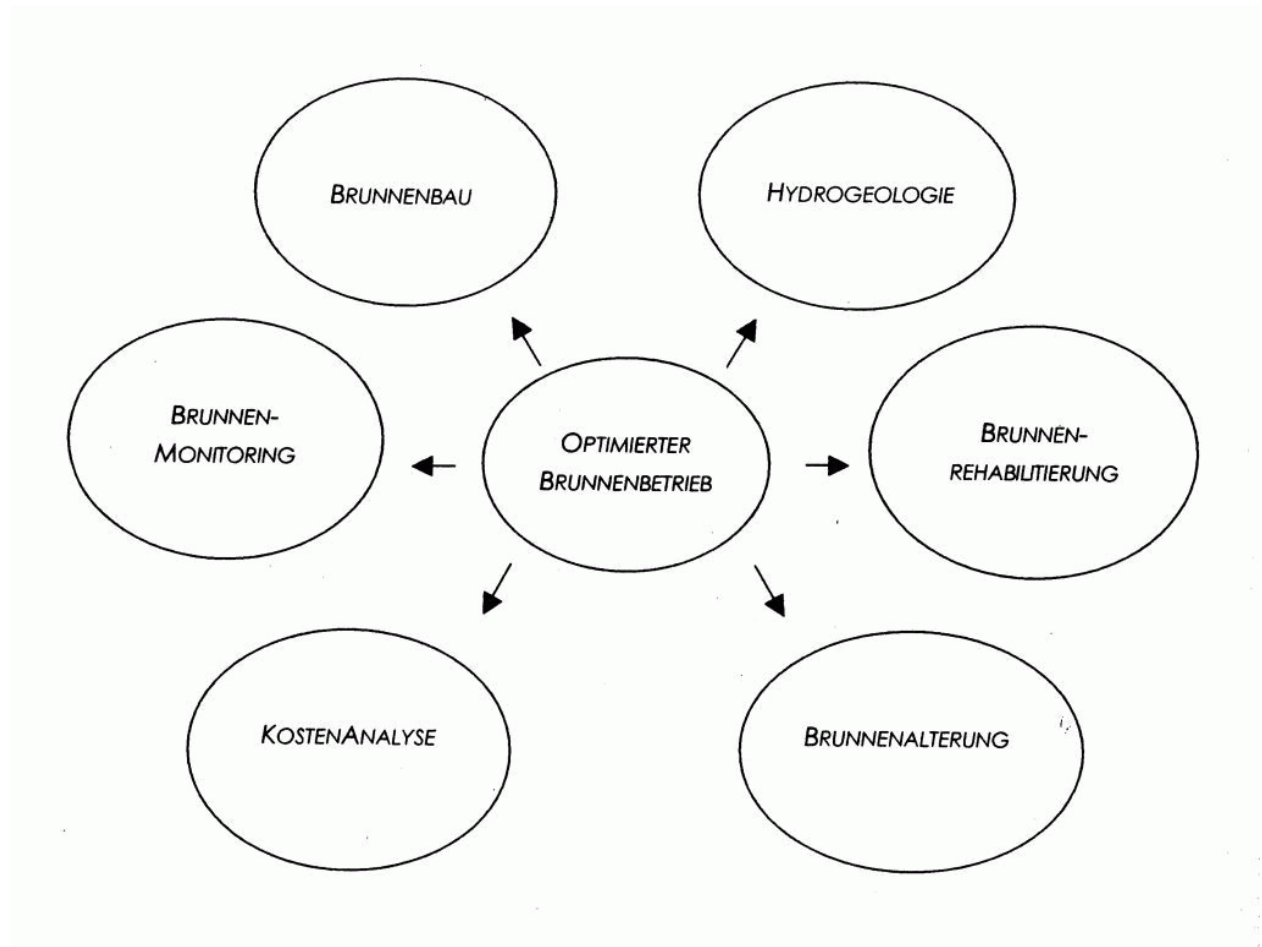 BRUNNENBAU
HYDROGEOLOGIE
BRUNNEN-
MONITORING
OPTIMIERTER
BRUNNENBETRIEB
BRUNNEN-
REHABILITIERUNG
KOSTENANALYSE
BRUNNENALTERUNG